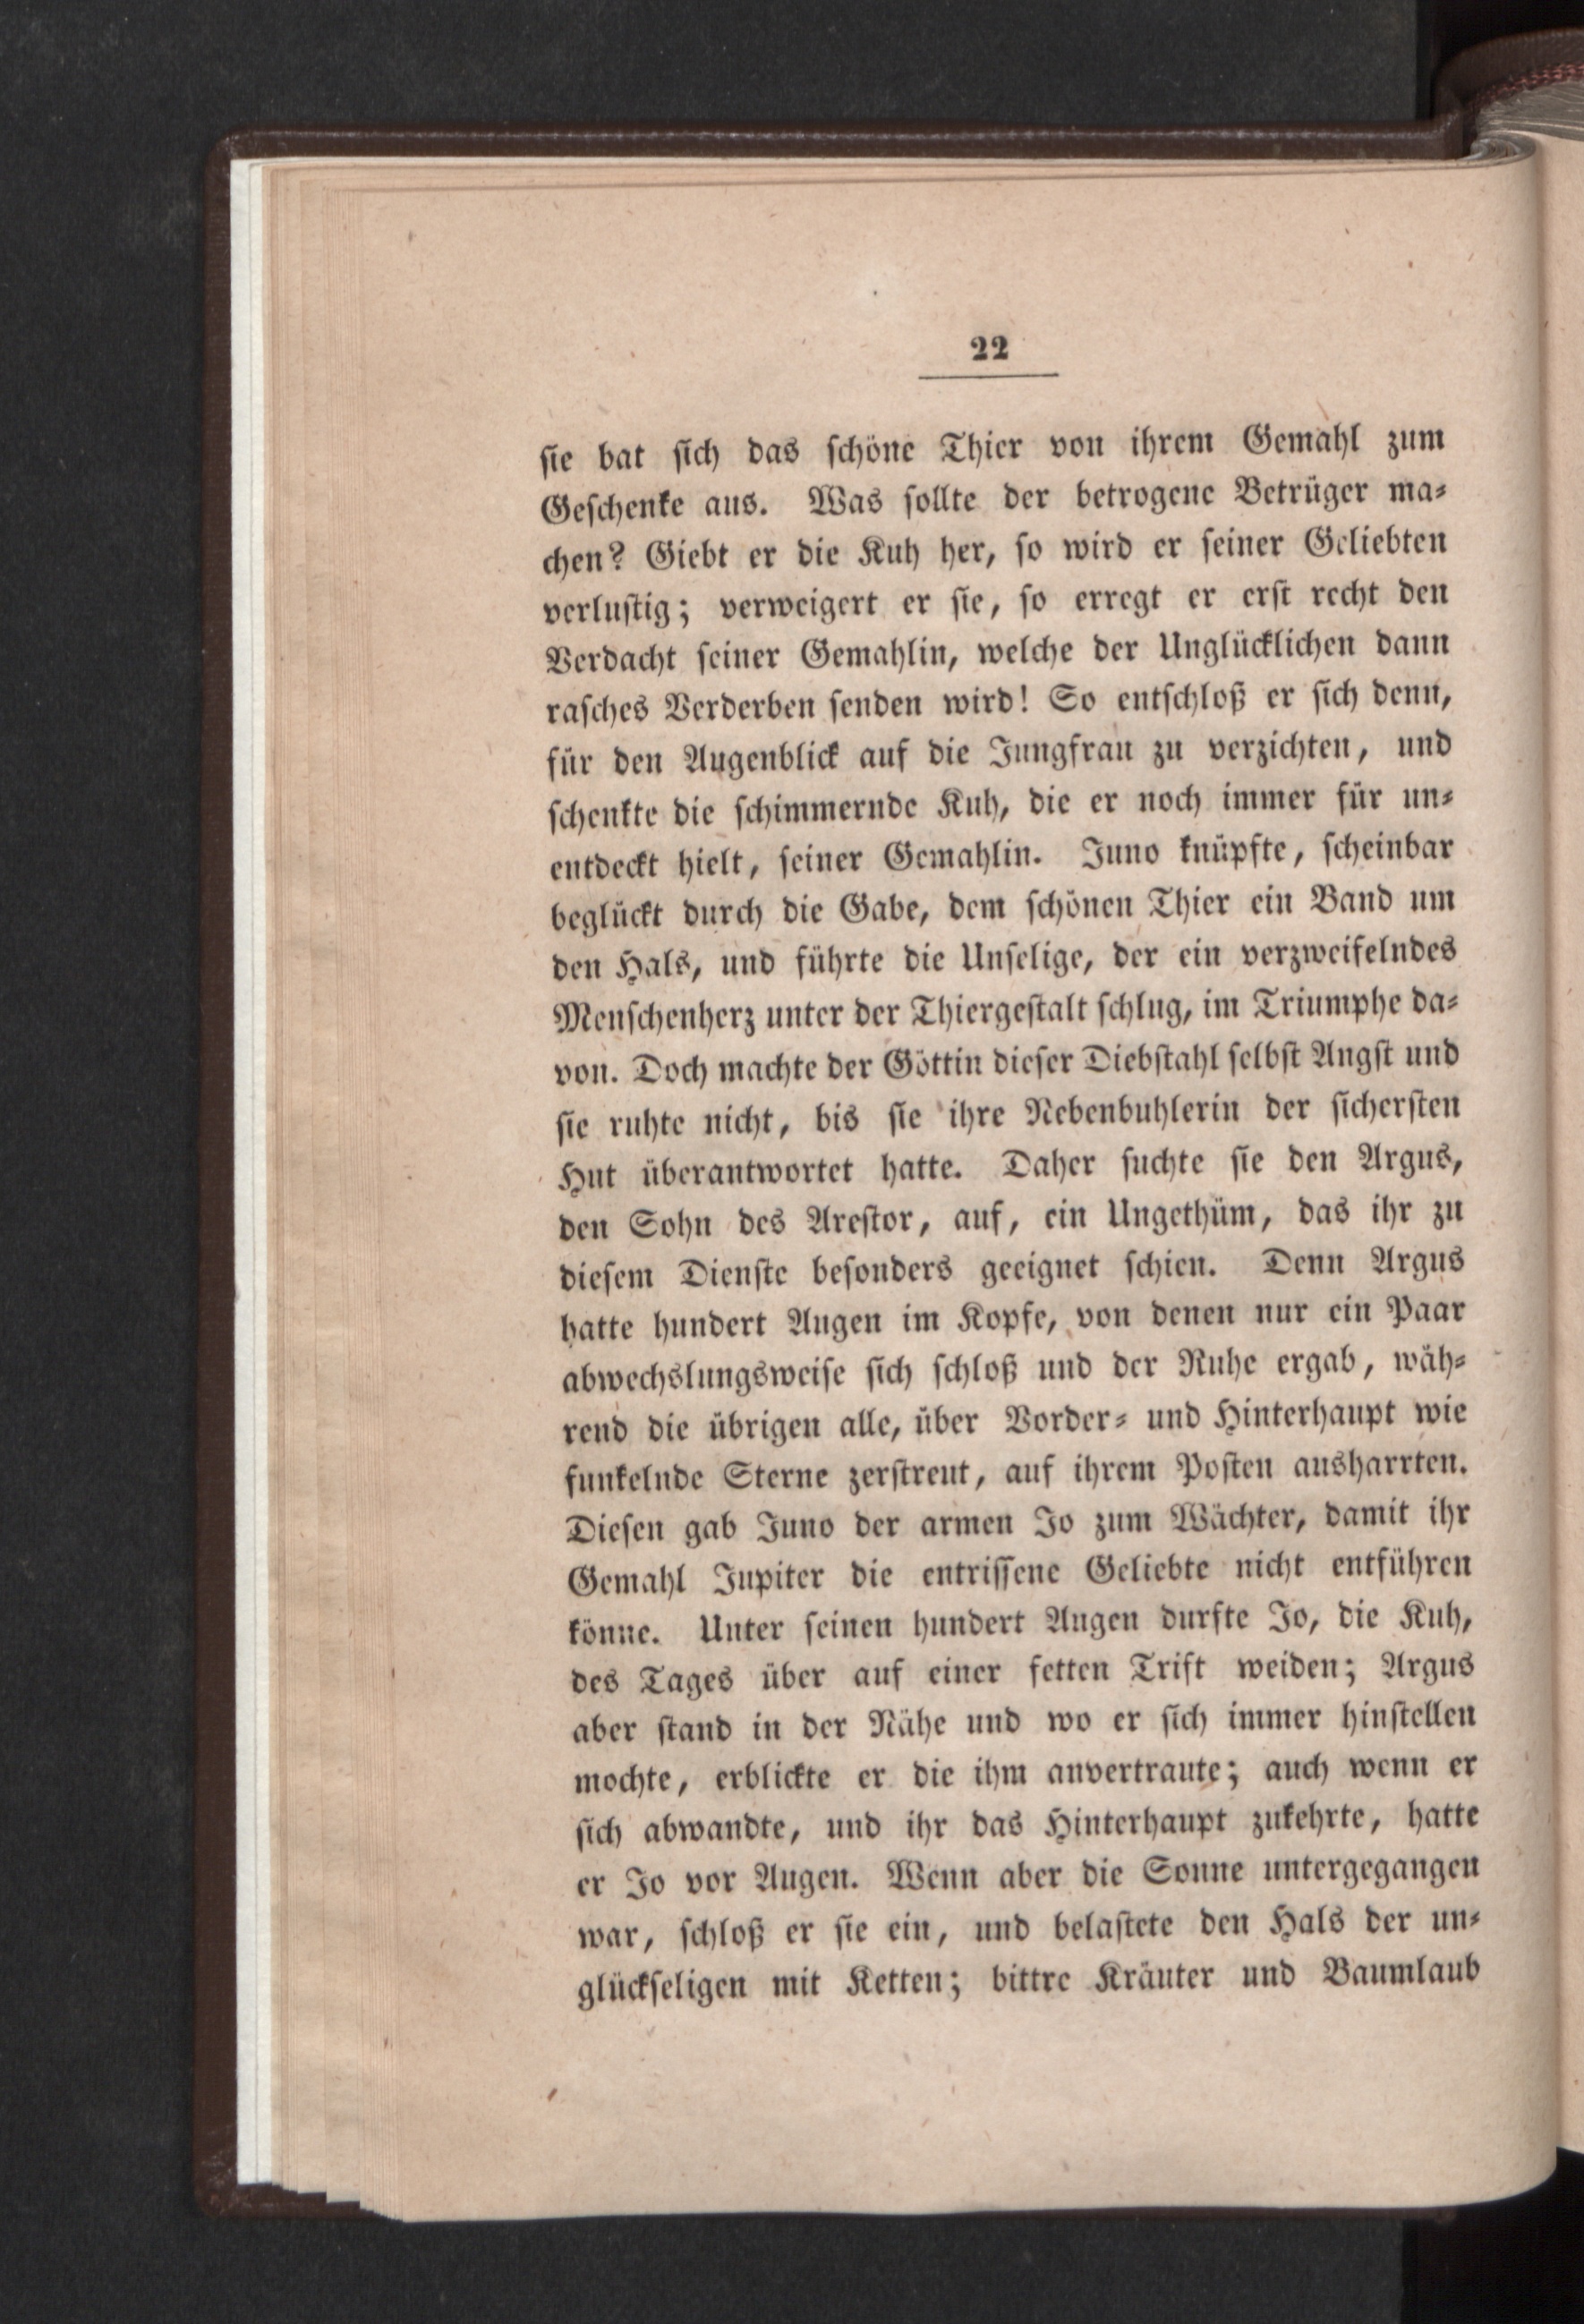 22
sie bat sich das schöne Thier von ihrem Gemahl zum
Geschenke aus. Was sollte der betrogene Betrüger ma-
chen? Giebt er die Kuh her, so wird er seiner Geliebten
verlustig; verweigert er sie, so erregt er erst recht den
Verdacht seiner Gemahlin, welche der Unglücklichen dann
rasches Verderben senden wird! So entschloß er sich denn,
für den Augenblick auf die Jungfrau zu verzichten, und
schenkte die schimmernde Kuh, die er noch immer für un-
entdeckt hielt, seiner Gemahlin. Juno knüpfte, scheinbar
beglückt durch die Gabe, dem schönen Thier ein Band um
den Hals, und führte die Unselige, der ein verzweifelndes
Menschenherz unter der Thiergestalt schlug, im Triumphe da-
von. Doch machte der Göttin dieser Diebstahl selbst Angst und
sie ruhte nicht, bis sie ihre Nebenbuhlerin der sichersten
Hut überantwortet hatte. Daher suchte sie den Argus,
den Sohn des Arestor, auf, ein Ungethüm, das ihr zu
diesem Dienste besonders geeignet schien. Denn Argus
hatte hundert Augen im Kopfe, von denen nur ein Paar
abwechslungsweise sich schloß und der Ruhe ergab, wäh-
rend die übrigen alle, über Vorder- und Hinterhaupt wie
funkelnde Sterne zerstreut, auf ihrem Posten ausharrten.
Diesen gab Juno der armen Jo zum Wächter, damit ihr
Gemahl Jupiter die entrissene Geliebte nicht entführen
könne. Unter seinen hundert Augen durfte Jo, die Kuh,
des Tages über auf einer fetten Trift weiden; Argus
aber stand in der Nähe und wo er sich immer hinstellen
mochte, erblickte er die ihm anvertraute; auch wenn er
sich abwandte, und ihr das Hinterhaupt zukehrte, hatte
er Jo vor Augen. Wenn aber die Sonne untergegangen
war, schloß er sie ein, und belastete den Hals der un-
glückseligen mit Ketten; bittre Kräuter und Baumlaub